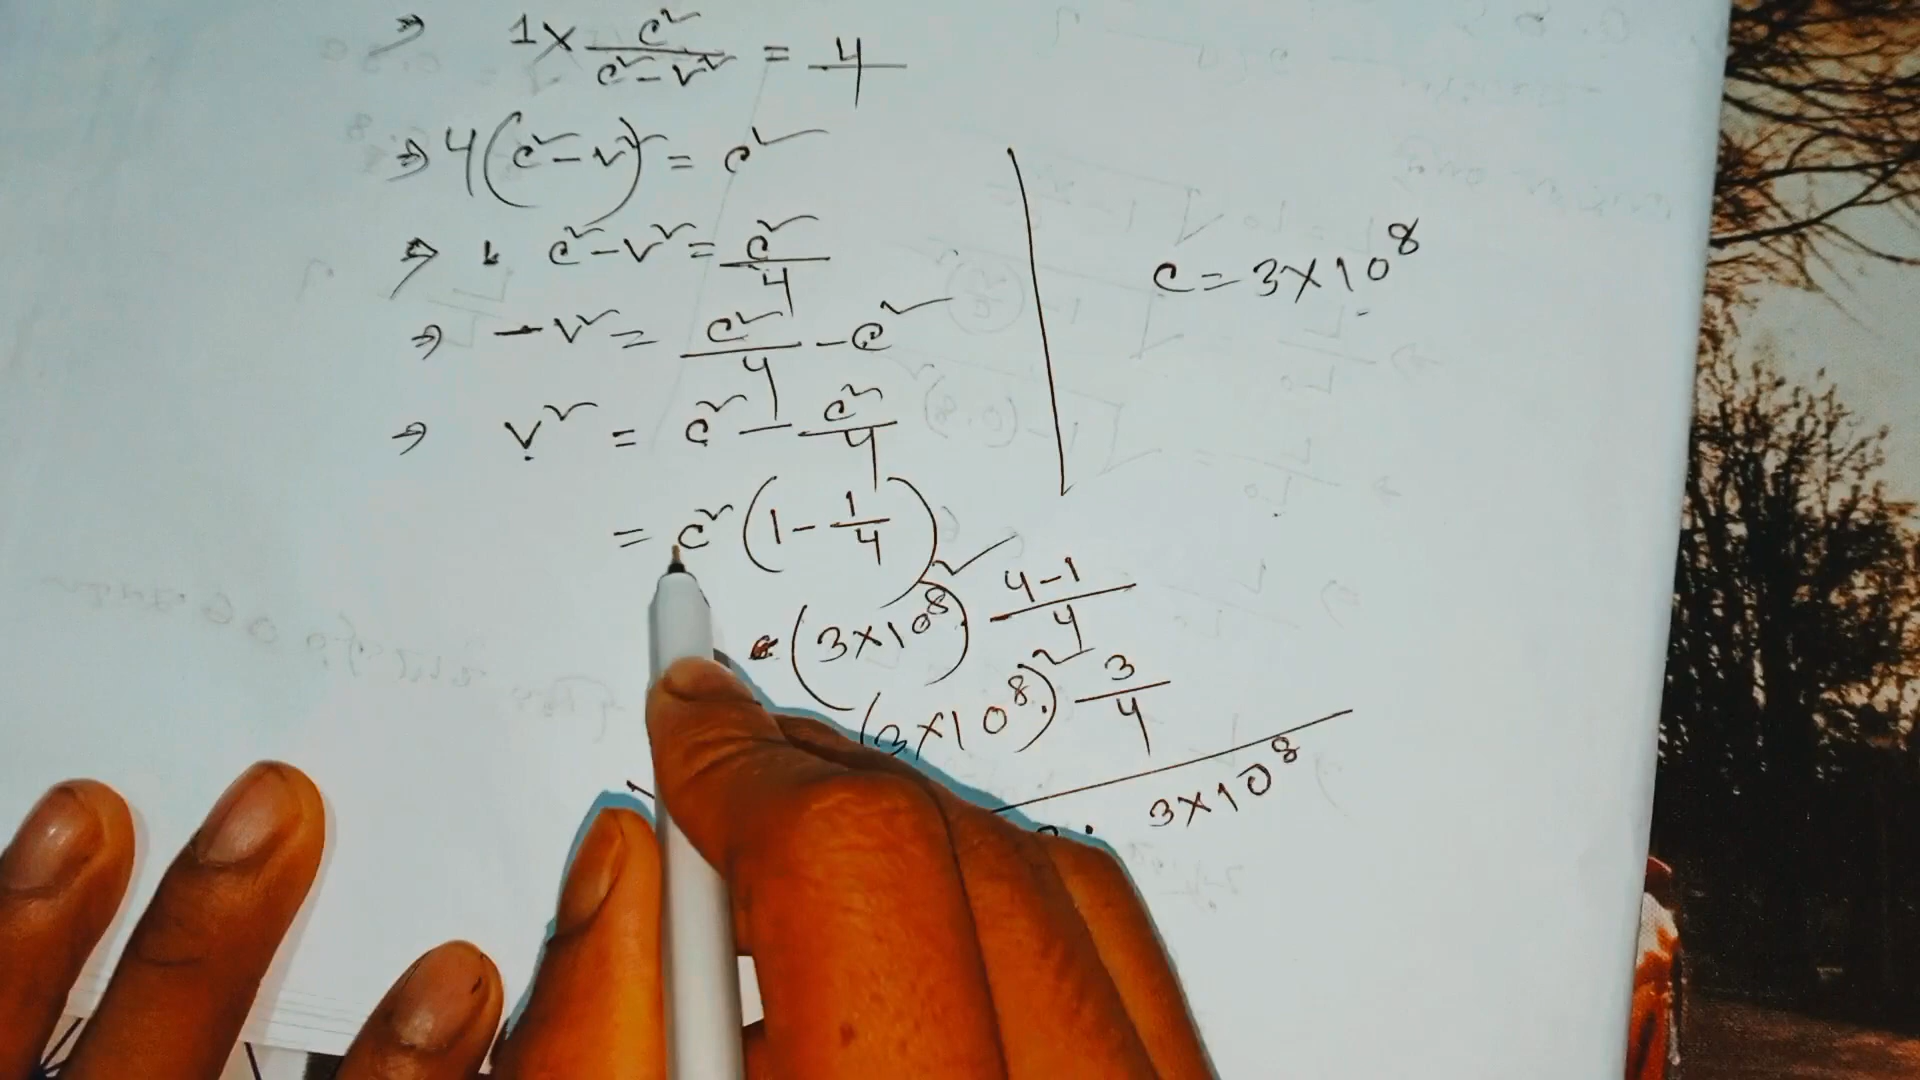 ⇒ 1 × c²/(c² − v²) = 4/1
⇒ 4(c² − v²) = c²
⇒ c² − v² = c²/4
⇒ − v² = c²/4 − c²
⇒ v² = c² − c²/4
= c² (1 − 1/4)
(3×10⁸)² (4−1)/4
(3×10⁸)² 3/4
3×10⁸
c = 3×10⁸